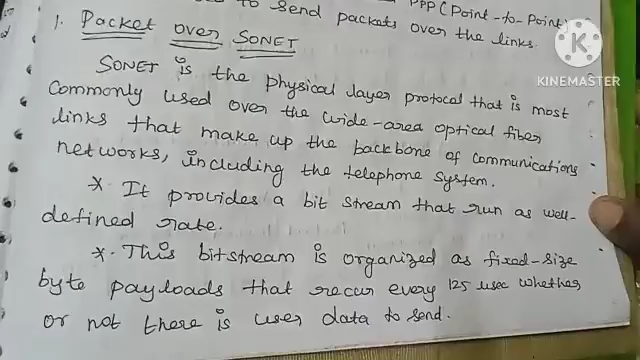 to send packets over the links.
PPP (Point-to-Point)
1. Packet over SONET
SONET is the physical layer protocol that is most
commonly used over the wide-area optical fiber
links that make up the backbone of communications
networks, including the telephone system.
*. It provides a bit stream that run as well-
defined rate.
*. This bitstream is organized as fixed-size
byte payloads that recur every 125 usec whether
or not there is user data to send.
KINEMASTER